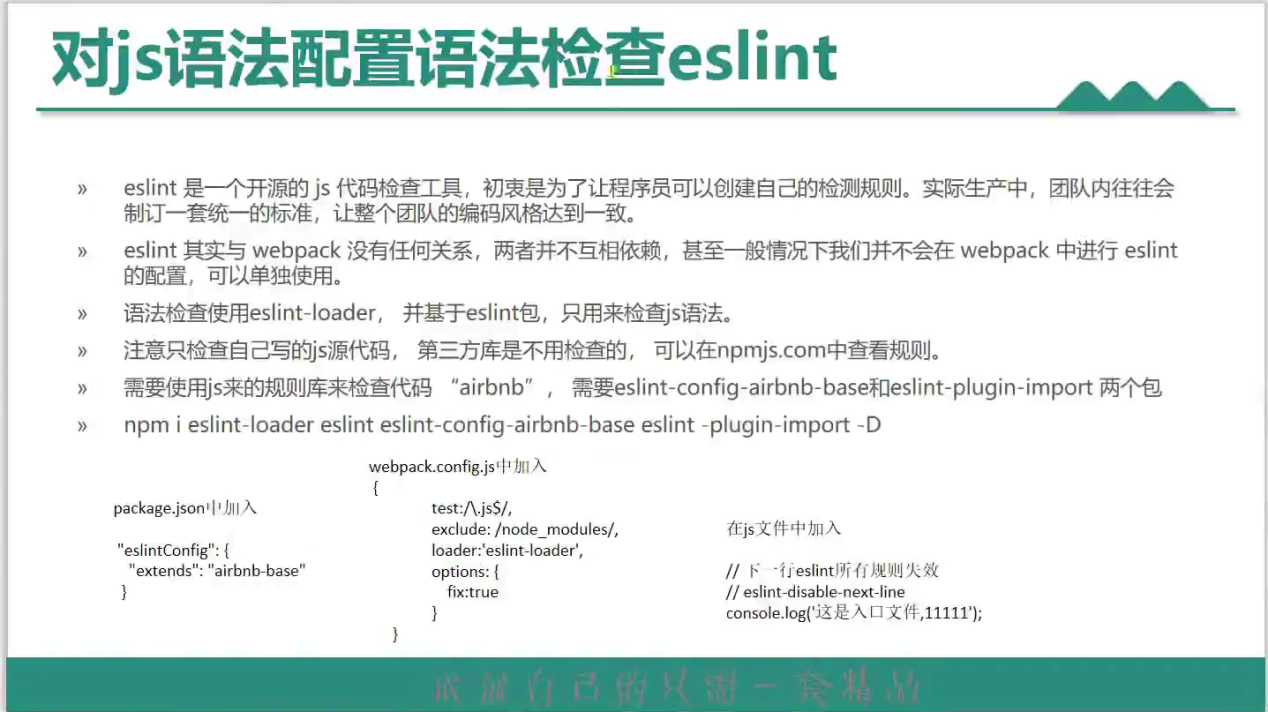 对js语法配置语法检查eslint
» eslint 是一个开源的 js 代码检查工具，初衷是为了让程序员可以创建自己的检测规则。实际生产中，团队内往往会
制订一套统一的标准，让整个团队的编码风格达到一致。
» eslint 其实与 webpack 没有任何关系，两者并不互相依赖，甚至一般情况下我们并不会在 webpack 中进行 eslint
的配置，可以单独使用。
» 语法检查使用eslint-loader， 并基于eslint包，只用来检查js语法。
» 注意只检查自己写的js源代码， 第三方库是不用检查的， 可以在npmjs.com中查看规则。
» 需要使用js来的规则库来检查代码 “airbnb”， 需要eslint-config-airbnb-base和eslint-plugin-import 两个包
» npm i eslint-loader eslint eslint-config-airbnb-base eslint -plugin-import -D
package.json中加入
"eslintConfig": {
"extends": "airbnb-base"
}
webpack.config.js中加入
{
test:/\.js$/,
exclude: /node_modules/,
loader:'eslint-loader',
options: {
fix:true
}
}
在js文件中加入
// 下一行eslint所有规则失效
// eslint-disable-next-line
console.log('这是入口文件,11111');
成就自己的只需一套精品